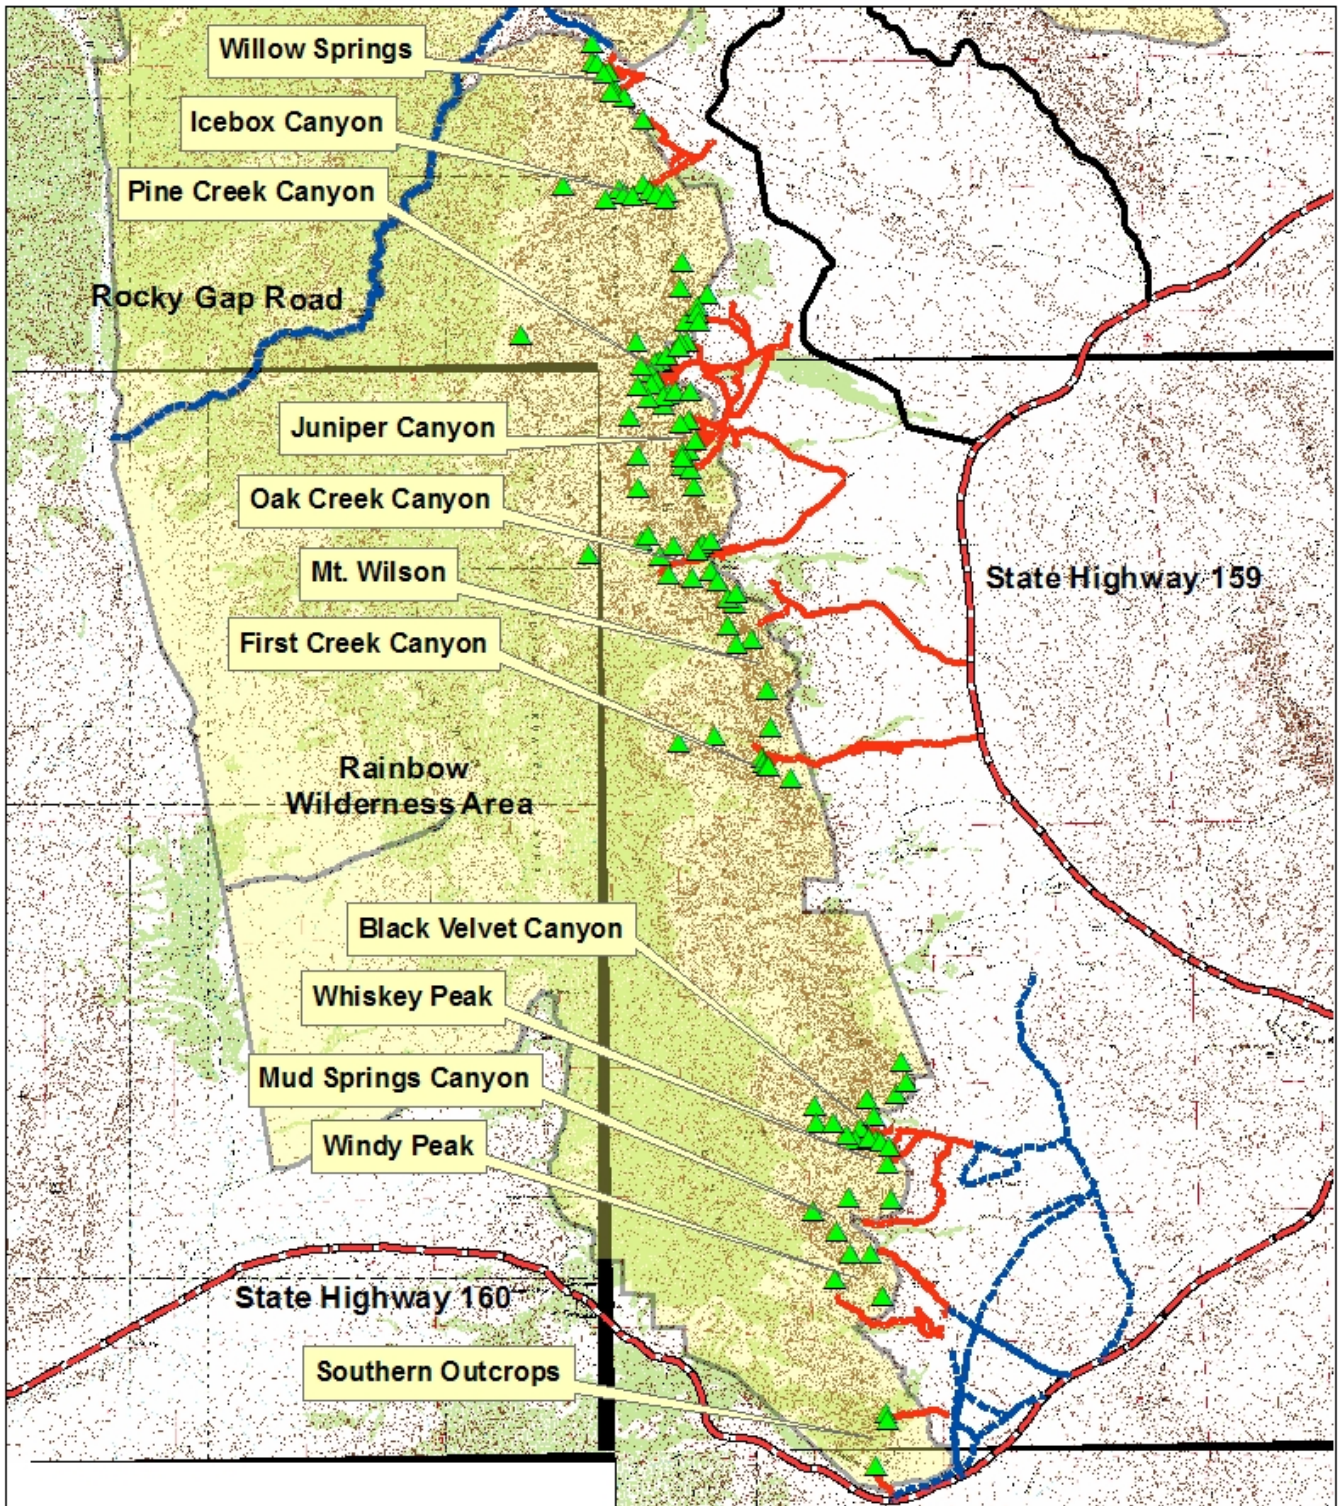 Willow Springs
Icebox Canyon
Pine Creek Canyon
Rocky Gap Road
Juniper Canyon
Oak Creek Canyon
Mt. Wilson
State Highway 159
First Creek Canyon
Rainbow
Wilderness Area
Black Velvet Canyon
Whiskey Peak
Mud Springs Canyon
Windy Peak
State Highway 160
Southern Outcrops